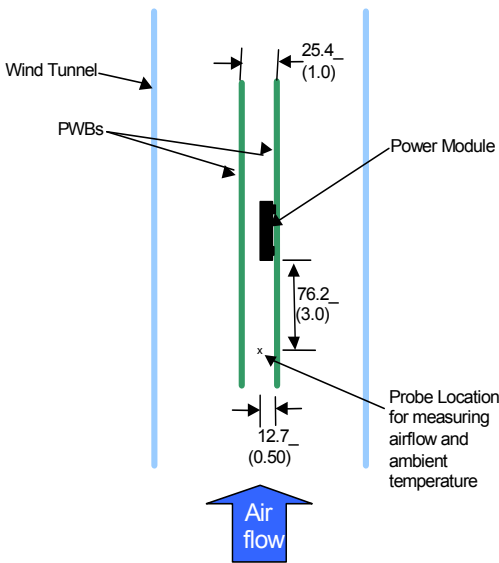 25.4_
(1.0)
Wind Tunnel
PWBs
Power Module
76.2_
(3.0)
x
Probe Location
for measuring
airflow and
ambient
temperature
12.7_
(0.50)
Air
flow